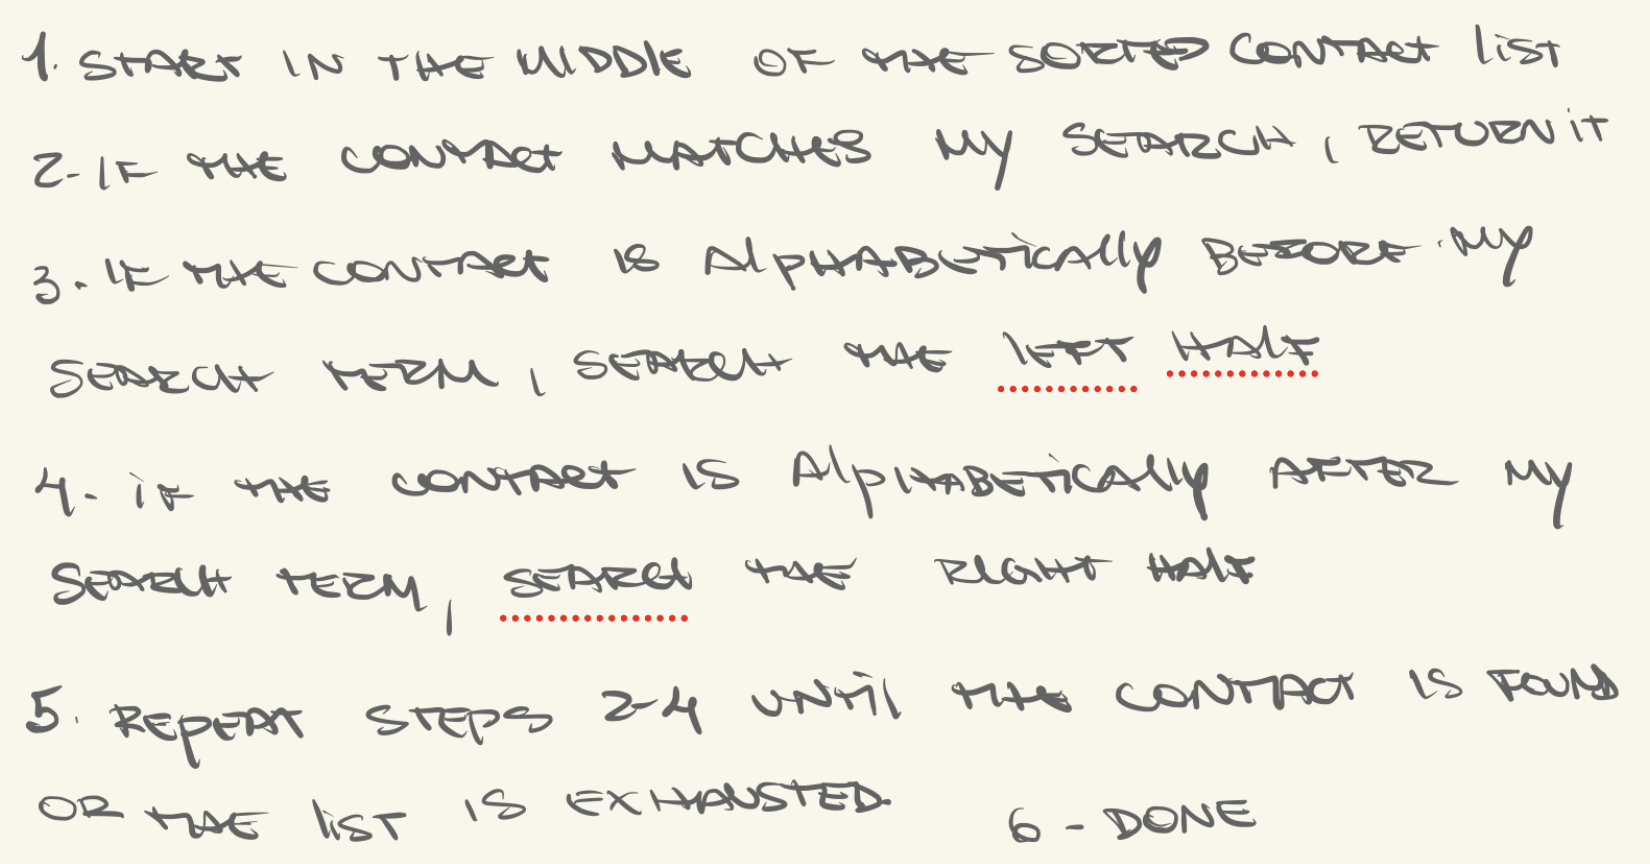 1. START IN THE MIDDLE OF THE SORTED CONTACT LIST
2- IF THE CONTACT MATCHES MY SEARCH, RETURN IT
3. IF THE CONTACT IS ALPHABETICALLY BEFORE MY
SEARCH TERM, SEARCH THE LEFT HALF
4. IF THE CONTACT IS ALPHABETICALLY AFTER MY
SEARCH TERM, SEARCH THE RIGHT HALF
5. REPEAT STEPS 2-4 UNTIL THE CONTACT IS FOUND
OR THE LIST IS EXHAUSTED. 6 - DONE